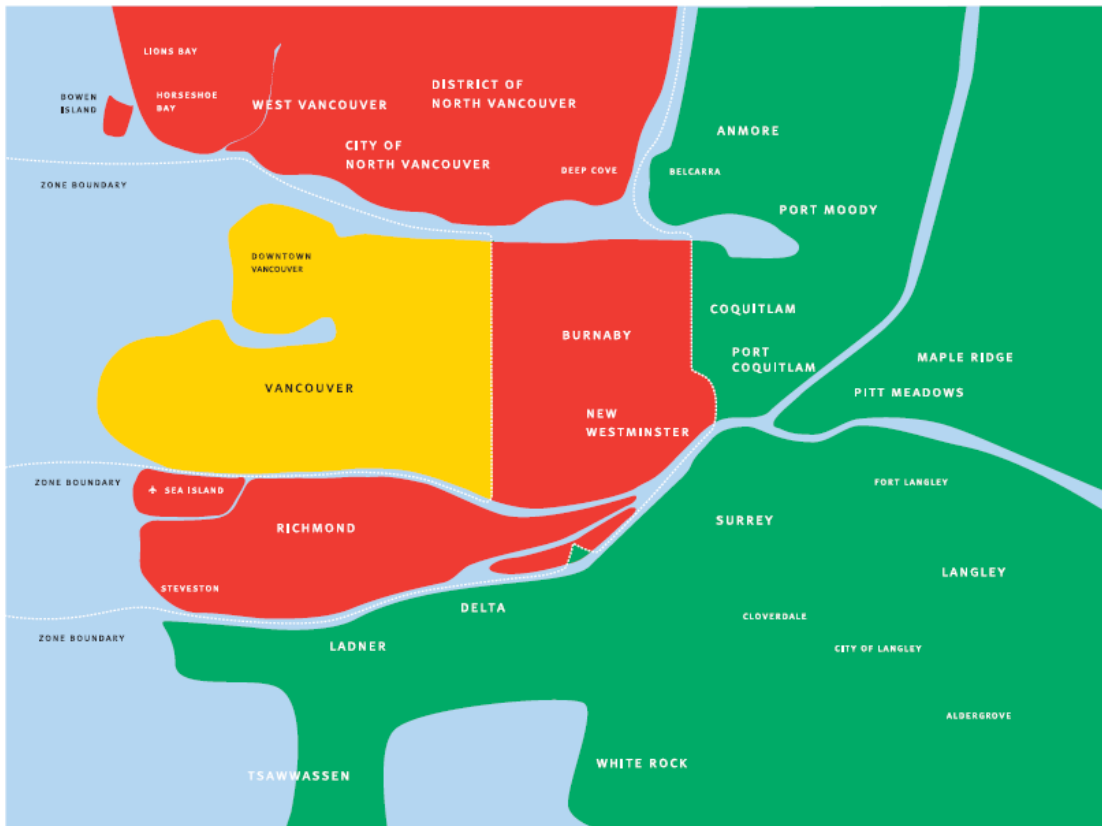 LIONS BAY
BOWEN
ISLAND
HORSESHOE
BAY
WEST VANCOUVER
DISTRICT OF
NORTH VANCOUVER
CITY OF
NORTH VANCOUVER
DEEP COVE
ANMORE
BELCARRA
PORT MOODY
ZONE BOUNDARY
DOWNTOWN
VANCOUVER
VANCOUVER
BURNABY
NEW
WESTMINSTER
COQUITLAM
PORT
COQUITLAM
MAPLE RIDGE
PITT MEADOWS
ZONE BOUNDARY
SEA ISLAND
RICHMOND
STEVESTON
FORT LANGLEY
SURREY
LANGLEY
DELTA
CLOVERDALE
ZONE BOUNDARY
LADNER
CITY OF LANGLEY
ALDERGROVE
TSAWWASSEN
WHITE ROCK